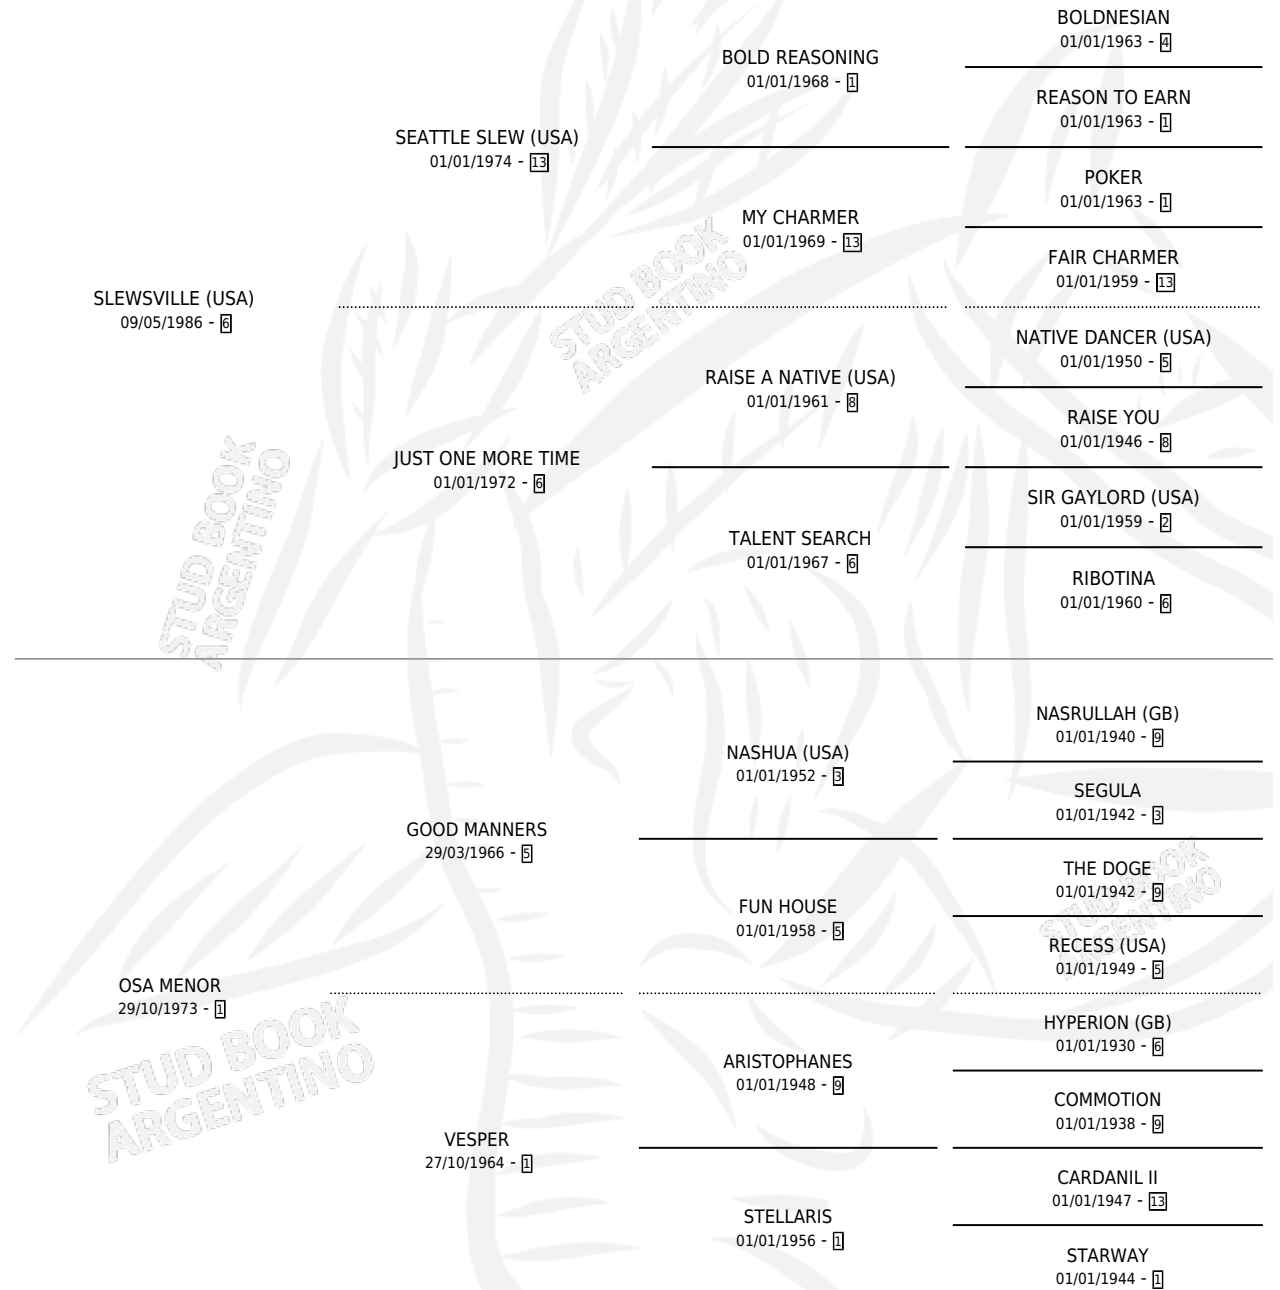 BOLDNESIAN
01/01/1963 - 4
BOLD REASONING
01/01/1968 - 1
REASON TO EARN
01/01/1963 - 1
SEATTLE SLEW (USA)
01/01/1974 - 13
POKER
01/01/1963 - 1
MY CHARMER
01/01/1969 - 13
FAIR CHARMER
01/01/1959 - 13
SLEWSVILLE (USA)
09/05/1986 - 6
STUD BOOK
ARGENTINO
NATIVE DANCER (USA)
01/01/1950 - 5
RAISE A NATIVE (USA)
01/01/1961 - 8
RAISE YOU
01/01/1946 - 8
JUST ONE MORE TIME
01/01/1972 - 6
STUD BOOK
ARGENTINO
SIR GAYLORD (USA)
01/01/1959 - 2
TALENT SEARCH
01/01/1967 - 6
RIBOTINA
01/01/1960 - 6
NASRULLAH (GB)
01/01/1940 - 9
NASHUA (USA)
01/01/1952 - 3
SEGULA
01/01/1942 - 3
GOOD MANNERS
29/03/1966 - 5
THE DOGE
01/01/1942 - 9
STUD BOOK
ARGENTINO
FUN HOUSE
01/01/1958 - 5
RECESS (USA)
01/01/1949 - 5
OSA MENOR
29/10/1973 - 1
STUD BOOK
ARGENTINO
HYPERION (GB)
01/01/1930 - 6
ARISTOPHANES
01/01/1948 - 9
COMMOTION
01/01/1938 - 9
VESPER
27/10/1964 - 1
CARDANIL II
01/01/1947 - 13
STELLARIS
01/01/1956 - 1
STARWAY
01/01/1944 - 1